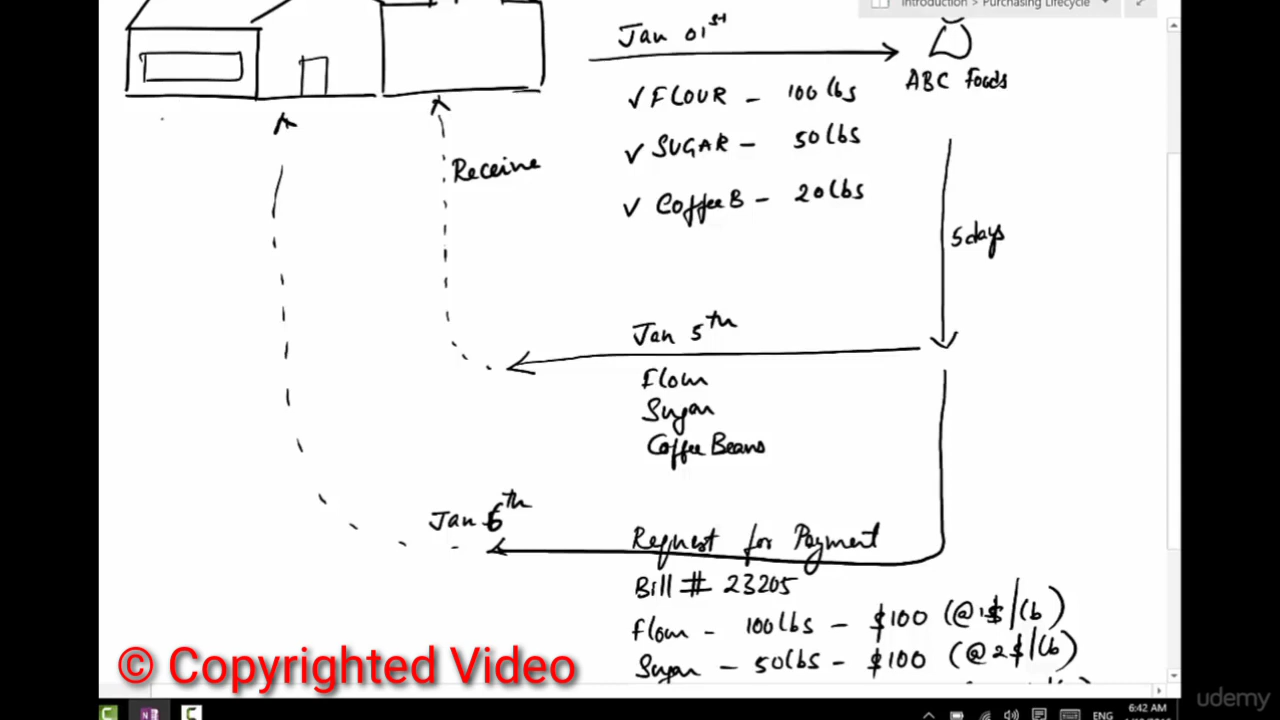 Introduction > Purchasing Lifecycle
Jan 01st
ABC Foods
✓ FLOUR - 100 lbs
✓ SUGAR - 50 lbs
✓ Coffee B - 20 lbs
Receive
5 days
Jan 5th
Flour
Sugar
Coffee Beans
Jan 6th
Request for Payment
Bill # 23205
Flour - 100 lbs - $100 (@ 1$/lb)
Sugar - 50 lbs - $100 (@ 2$/lb)
© Copyrighted Video
udemy
ENG
6:42 AM